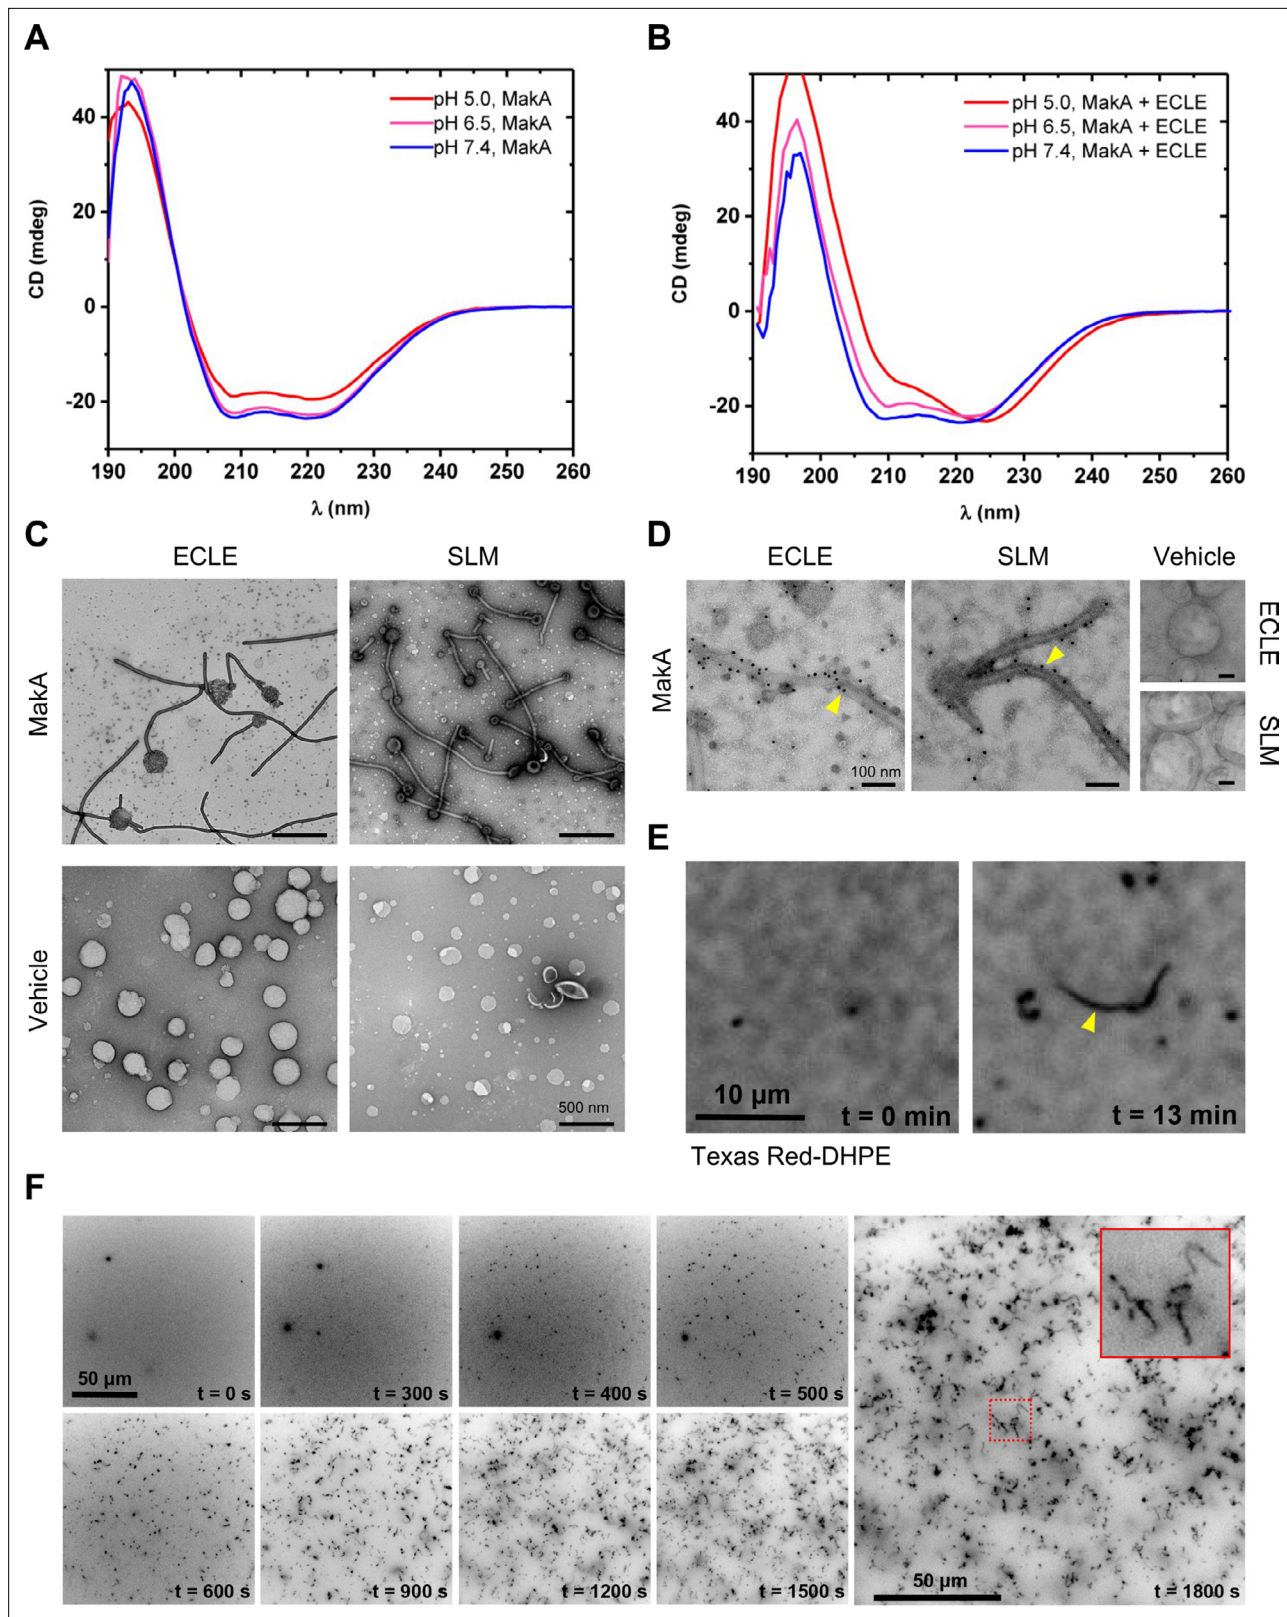 A
40
20
0
-20
CD (mdeg)
190 200 210 220 230 240 250 260
λ (nm)
pH 5.0, MakA
pH 6.5, MakA
pH 7.4, MakA
B
40
20
0
-20
CD (mdeg)
190 200 210 220 230 240 250 260
λ (nm)
pH 5.0, MakA + ECLE
pH 6.5, MakA + ECLE
pH 7.4, MakA + ECLE
C
ECLE SLM
MakA
Vehicle
500 nm
D
ECLE SLM Vehicle
MakA
100 nm
ECLE
SLM
E
10 µm
t = 0 min
t = 13 min
Texas Red-DHPE
F
50 µm
t = 0 s
t = 300 s
t = 400 s
t = 500 s
t = 600 s
t = 900 s
t = 1200 s
t = 1500 s
50 µm
t = 1800 s